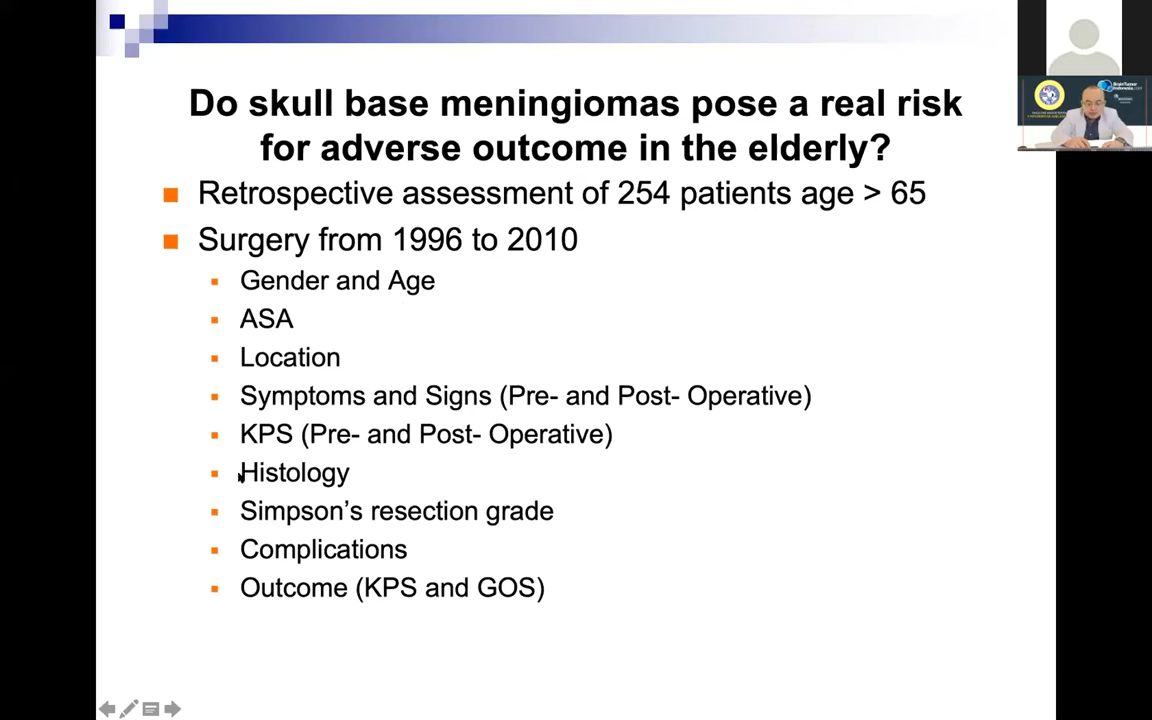 Do skull base meningiomas pose a real risk
for adverse outcome in the elderly?
Retrospective assessment of 254 patients age > 65
Surgery from 1996 to 2010
Gender and Age
ASA
Location
Symptoms and Signs (Pre- and Post- Operative)
KPS (Pre- and Post- Operative)
Histology
Simpson’s resection grade
Complications
Outcome (KPS and GOS)